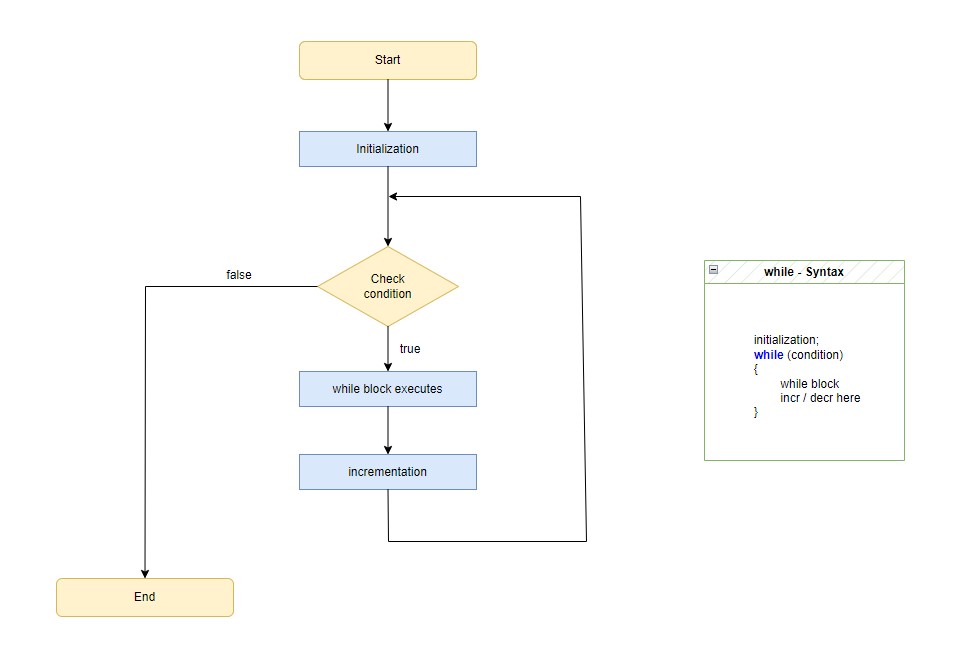 Start
Initialization
Check
condition
false
true
while block executes
incrementation
End
while - Syntax
initialization;
while (condition)
{
while block
incr / decr here
}